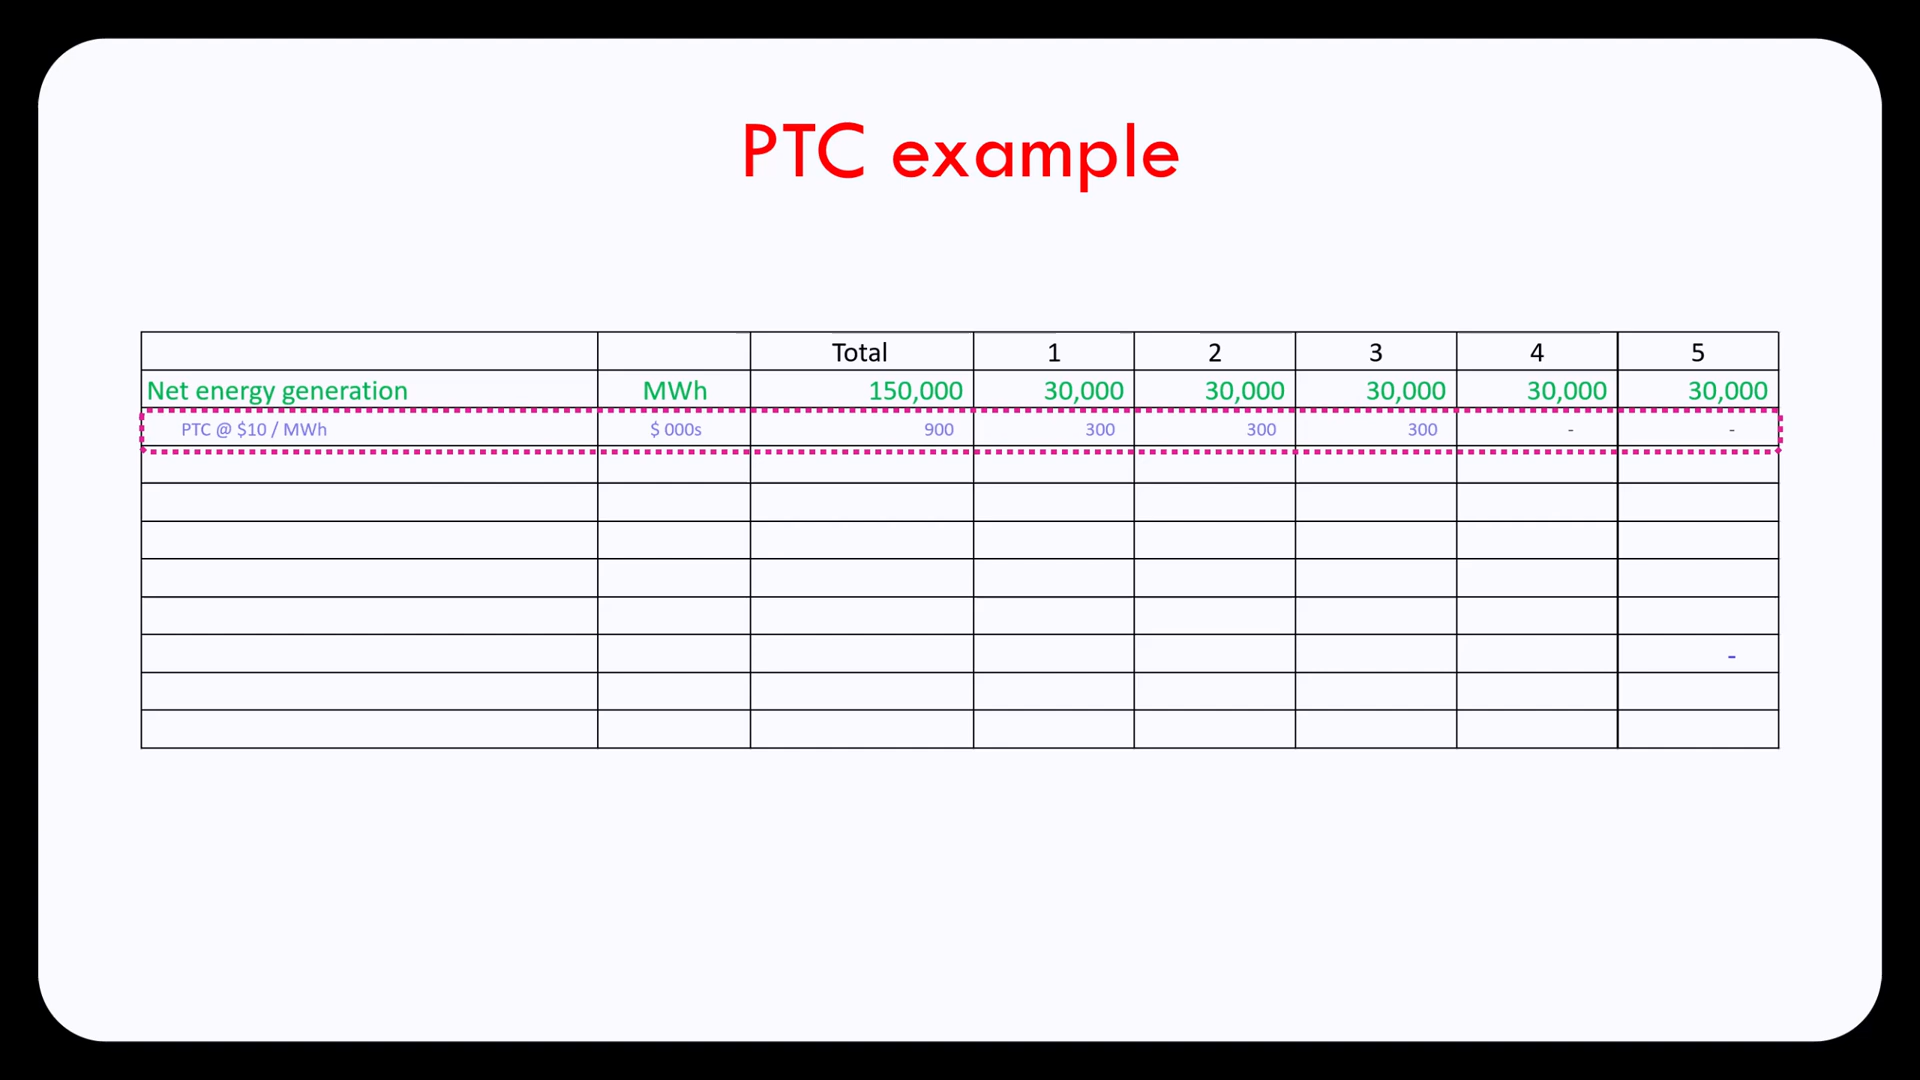 PTC example
Total 1 2 3 4 5
Net energy generation MWh 150,000 30,000 30,000 30,000 30,000 30,000
PTC @ $10 / MWh $ 000s 900 300 300 300 - -
-